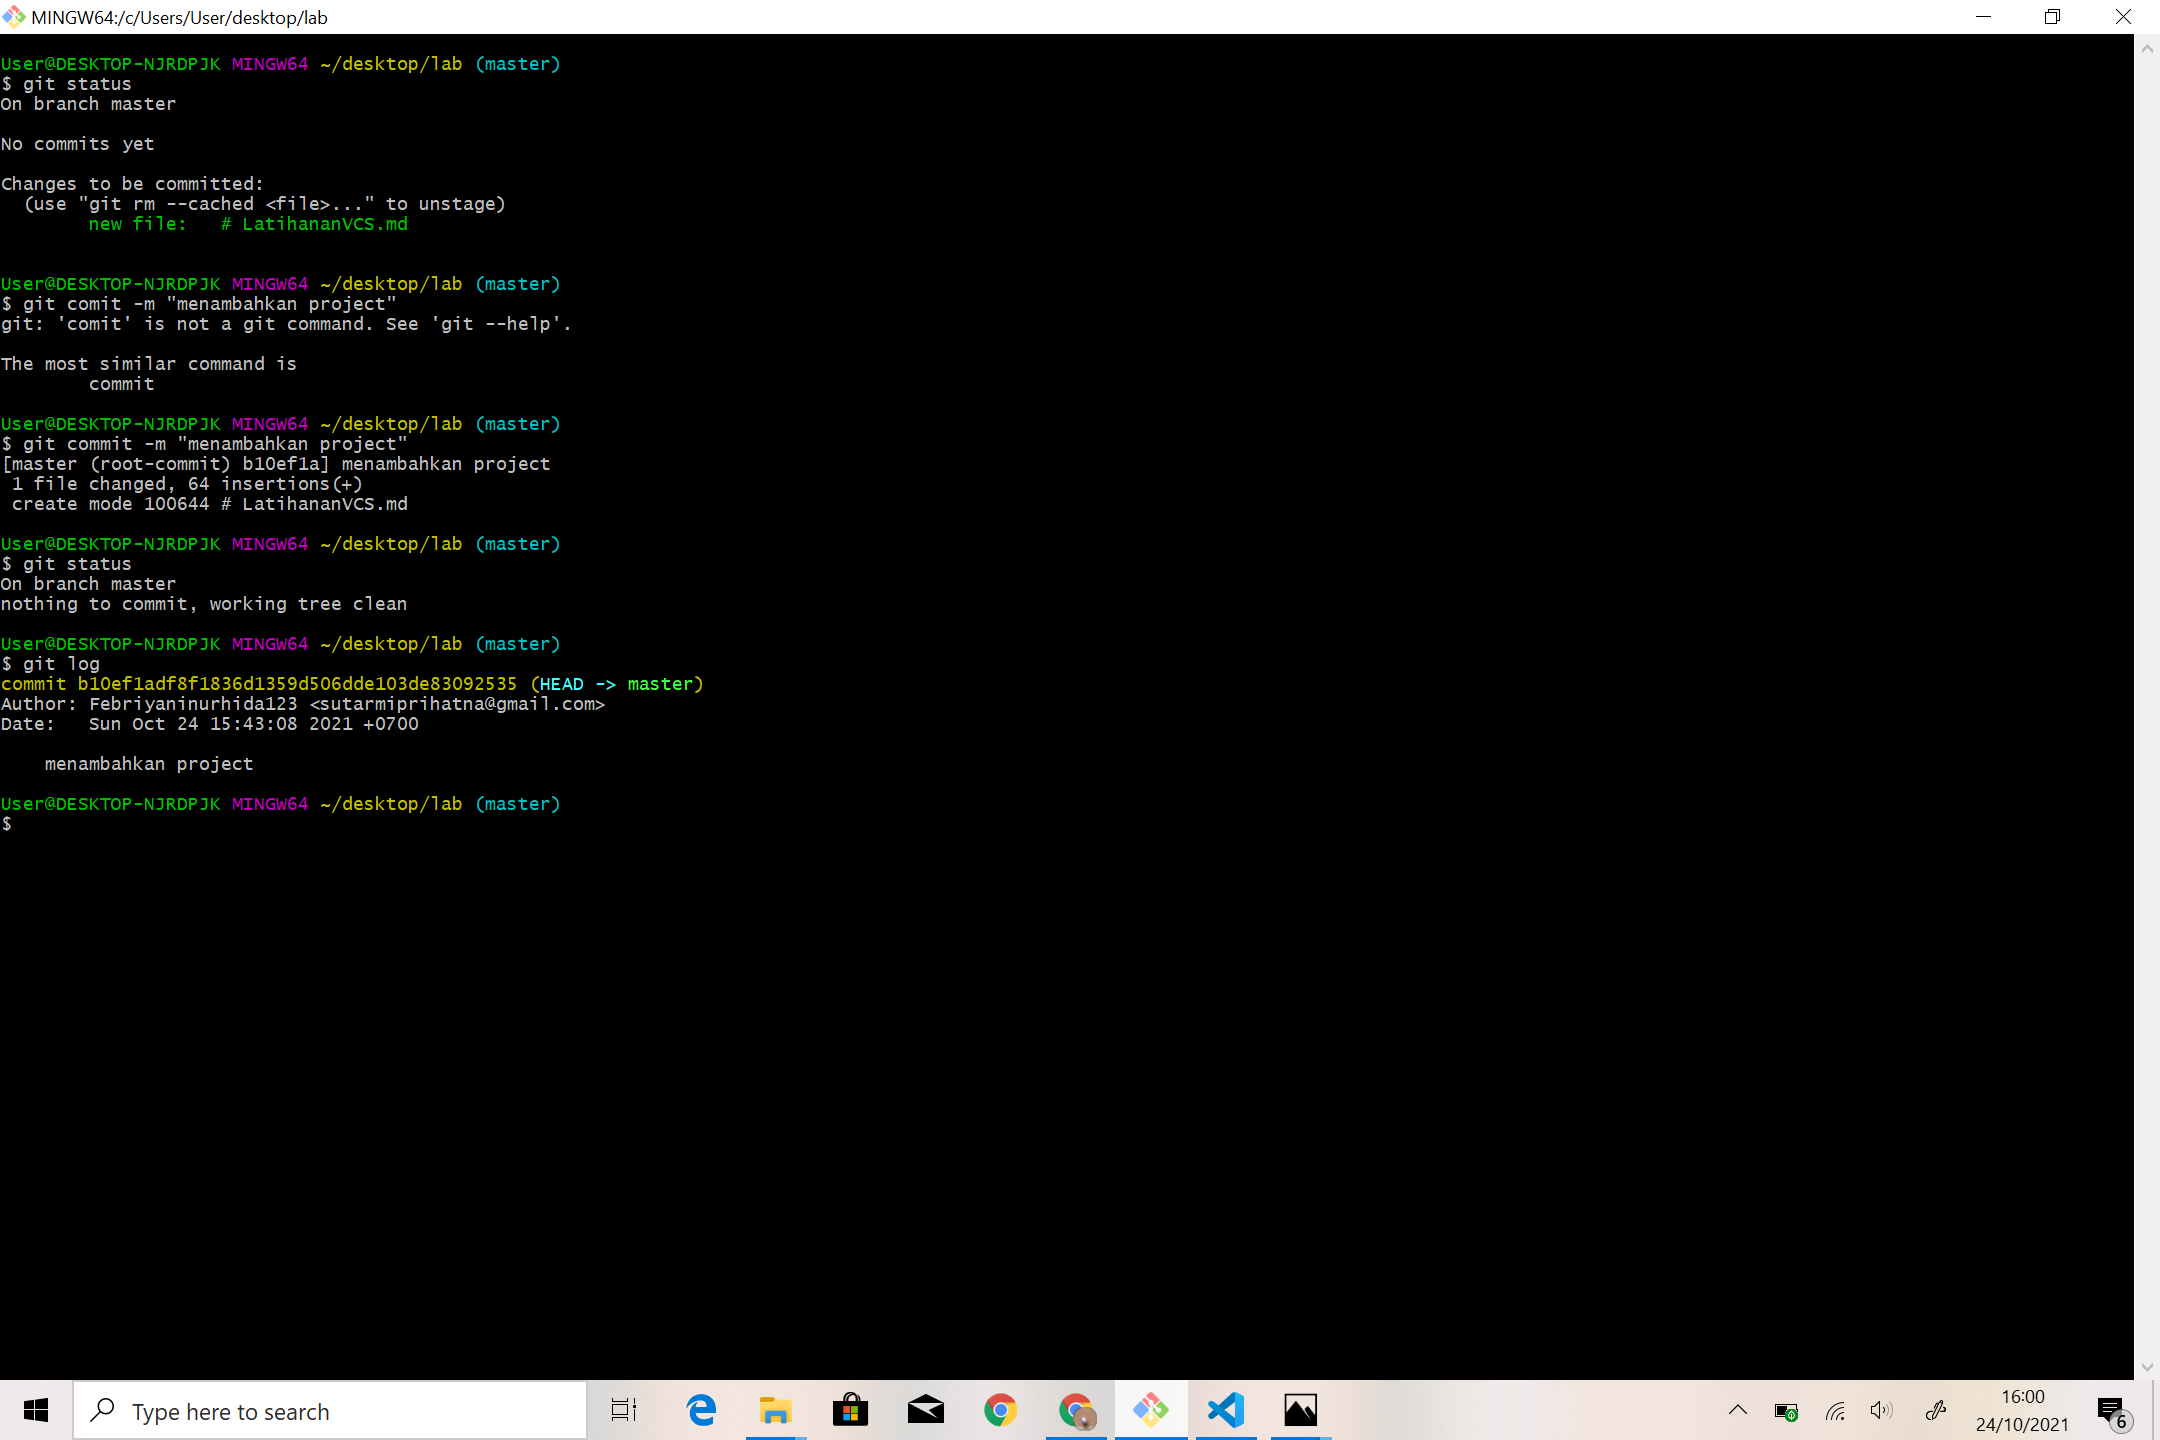 MINGW64:/c/Users/User/desktop/lab
User@DESKTOP-NJRDPJK MINGW64 ~/desktop/lab (master)
$ git status
On branch master
No commits yet
Changes to be committed:
  (use "git rm --cached <file>..." to unstage)
        new file:   # LatihananVCS.md
User@DESKTOP-NJRDPJK MINGW64 ~/desktop/lab (master)
$ git comit -m "menambahkan project"
git: 'comit' is not a git command. See 'git --help'.
The most similar command is
        commit
User@DESKTOP-NJRDPJK MINGW64 ~/desktop/lab (master)
$ git commit -m "menambahkan project"
[master (root-commit) b10ef1a] menambahkan project
 1 file changed, 64 insertions(+)
 create mode 100644 # LatihananVCS.md
User@DESKTOP-NJRDPJK MINGW64 ~/desktop/lab (master)
$ git status
On branch master
nothing to commit, working tree clean
User@DESKTOP-NJRDPJK MINGW64 ~/desktop/lab (master)
$ git log
commit b10ef1adf8f1836d1359d506dde103de83092535 (HEAD -> master)
Author: Febriyaninurhida123 <sutarmiprihatna@gmail.com>
Date:   Sun Oct 24 15:43:08 2021 +0700
    menambahkan project
User@DESKTOP-NJRDPJK MINGW64 ~/desktop/lab (master)
$
Type here to search
16:00
24/10/2021
6